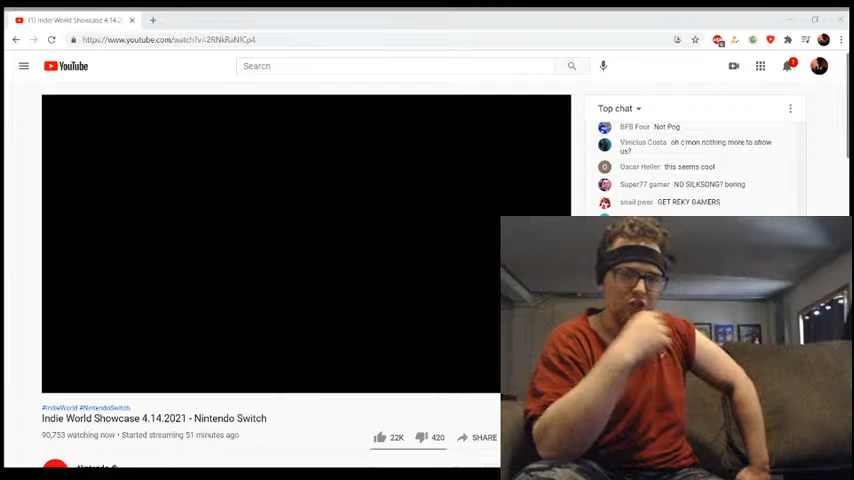 (1) Indie World Showcase 4.14.2
https://www.youtube.com/watch?v=2RNkRaNfCp4
YouTube
Search
1
Top chat
BFB Four Not Pog
Vinicius Costa oh c'mon nothing more to show
us?
Oscar Heller this seems cool
Super77 gamer NO SILKSONG? boring
snail pwer GET REKY GAMERS
#IndieWorld #NintendoSwitch
Indie World Showcase 4.14.2021 - Nintendo Switch
90,753 watching now • Started streaming 51 minutes ago
22K 420 SHARE
Nintendo